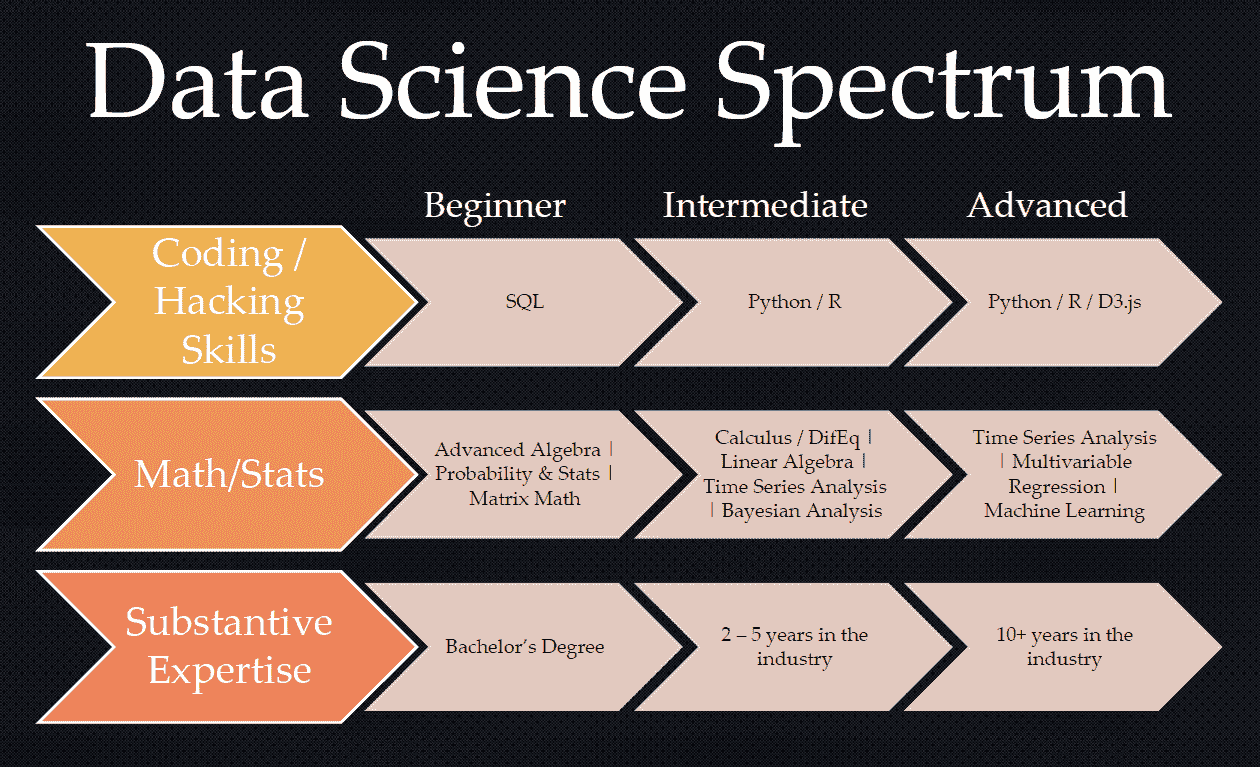 Data Science Spectrum
Beginner
Intermediate
Advanced
Coding /
Hacking
Skills
SQL
Python / R
Python / R / D3.js
Math/Stats
Advanced Algebra |
Probability & Stats |
Matrix Math
Calculus / DifEq |
Linear Algebra |
Time Series Analysis
| Bayesian Analysis
Time Series Analysis
| Multivariable
Regression |
Machine Learning
Substantive
Expertise
Bachelor’s Degree
2 – 5 years in the
industry
10+ years in the
industry